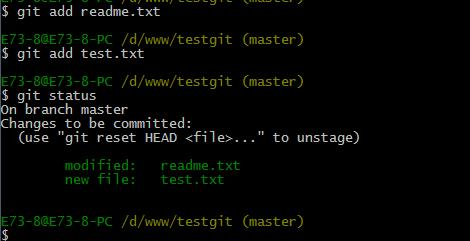 $ git add readme.txt
E73-8@E73-8-PC /d/www/testgit (master)
$ git add test.txt
E73-8@E73-8-PC /d/www/testgit (master)
$ git status
On branch master
Changes to be committed:
  (use "git reset HEAD <file>..." to unstage)
        modified:   readme.txt
        new file:   test.txt
E73-8@E73-8-PC /d/www/testgit (master)
$